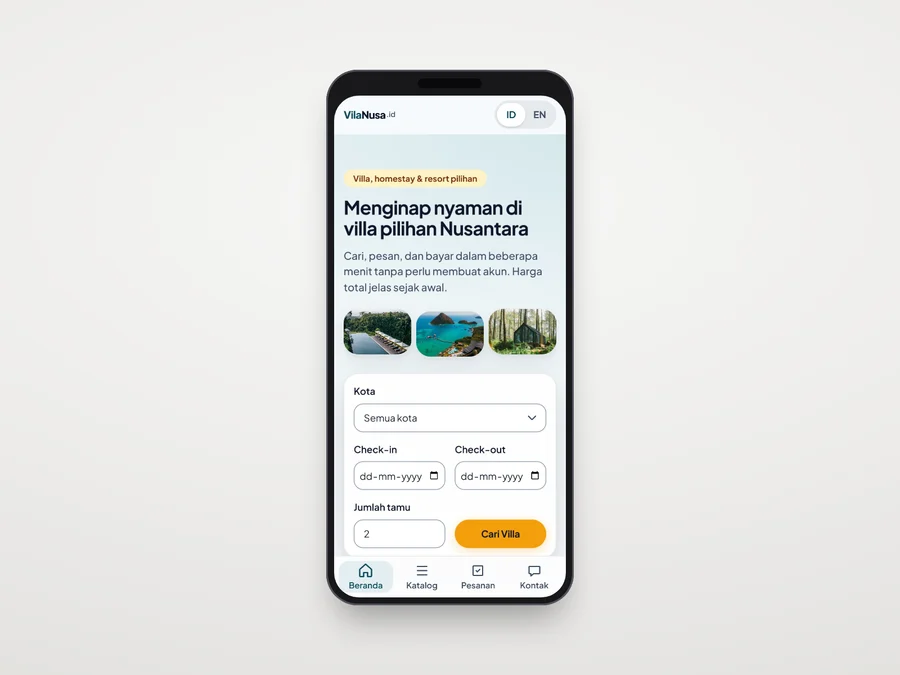 VilaNusa.id
ID EN
Villa, homestay & resort pilihan
Menginap nyaman di
villa pilihan Nusantara
Cari, pesan, dan bayar dalam beberapa
menit tanpa perlu membuat akun. Harga
total jelas sejak awal.
Kota
Semua kota
Check-in Check-out
dd-mm-yyyy dd-mm-yyyy
Jumlah tamu
2 Cari Villa
Beranda Katalog Pesanan Kontak